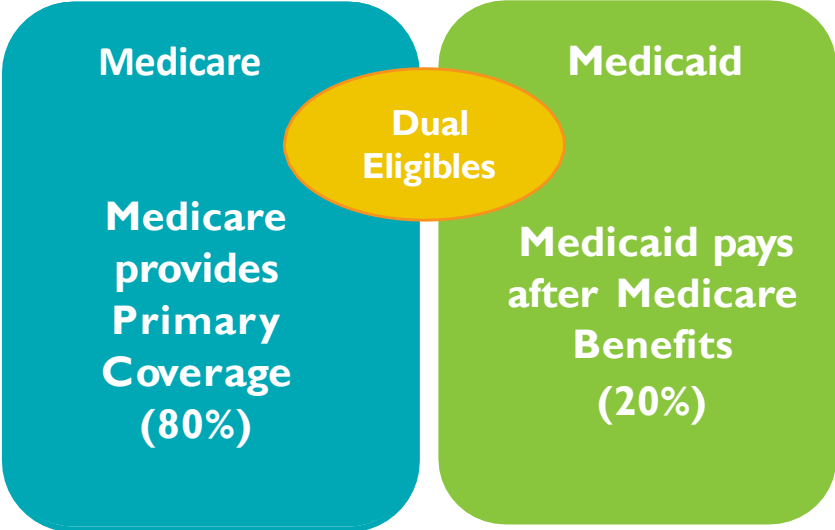 Medicare
Medicaid
Dual
Eligibles
Medicare
provides
Primary
Coverage
(80%)
Medicaid pays
after Medicare
Benefits
(20%)